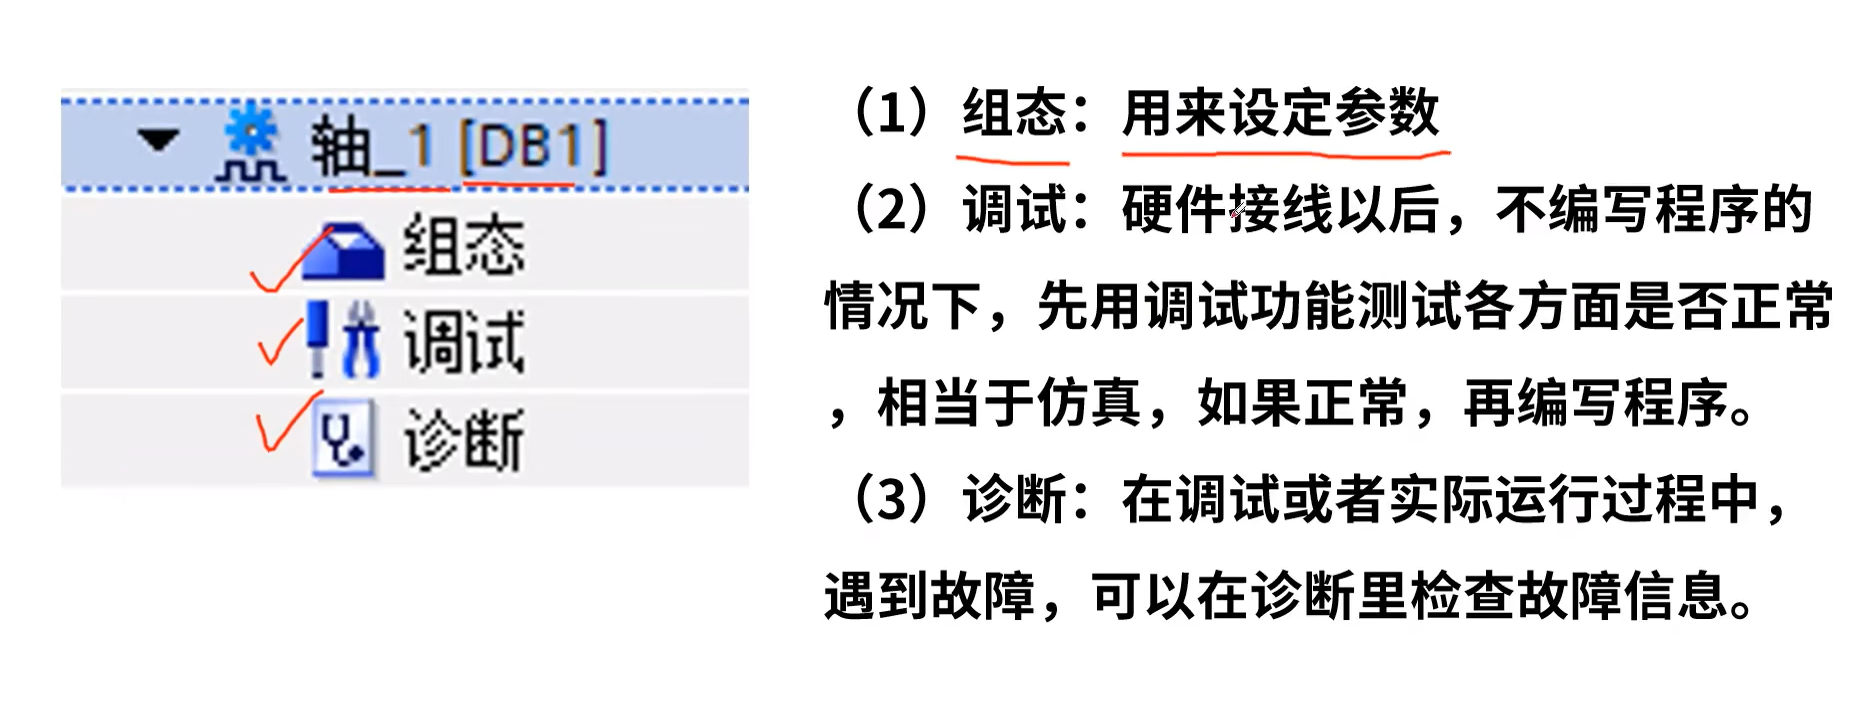 轴_1 [DB1]
组态
调试
诊断
（1）组态：用来设定参数
（2）调试：硬件接线以后，不编写程序的
情况下，先用调试功能测试各方面是否正常
，相当于仿真，如果正常，再编写程序。
（3）诊断：在调试或者实际运行过程中，
遇到故障，可以在诊断里检查故障信息。